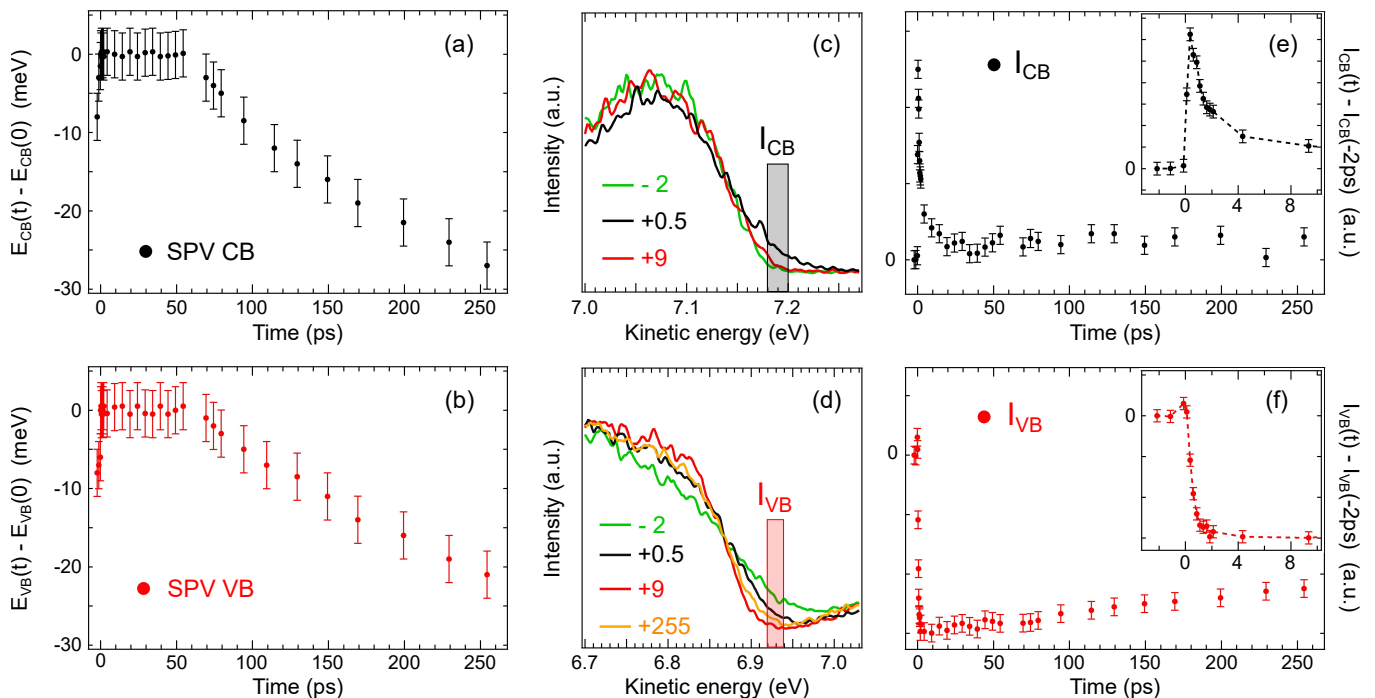 (a)
E_CB(t) - E_CB(0) (meV)
0
-10
-20
-30
SPV CB
0 50 100 150 200 250
Time (ps)
(c)
Intensity (a.u.)
I_CB
- 2
+0.5
+9
7.0 7.1 7.2
Kinetic energy (eV)
(e)
I_CB
0
0
0 4 8
I_CB(t) - I_CB(-2ps) (a.u.)
0 50 100 150 200 250
Time (ps)
(b)
E_VB(t) - E_VB(0) (meV)
0
-10
-20
-30
SPV VB
0 50 100 150 200 250
Time (ps)
(d)
Intensity (a.u.)
I_VB
- 2
+0.5
+9
+255
6.7 6.8 6.9 7.0
Kinetic energy (eV)
(f)
I_VB
0
0
0 4 8
I_VB(t) - I_VB(-2ps) (a.u.)
0 50 100 150 200 250
Time (ps)